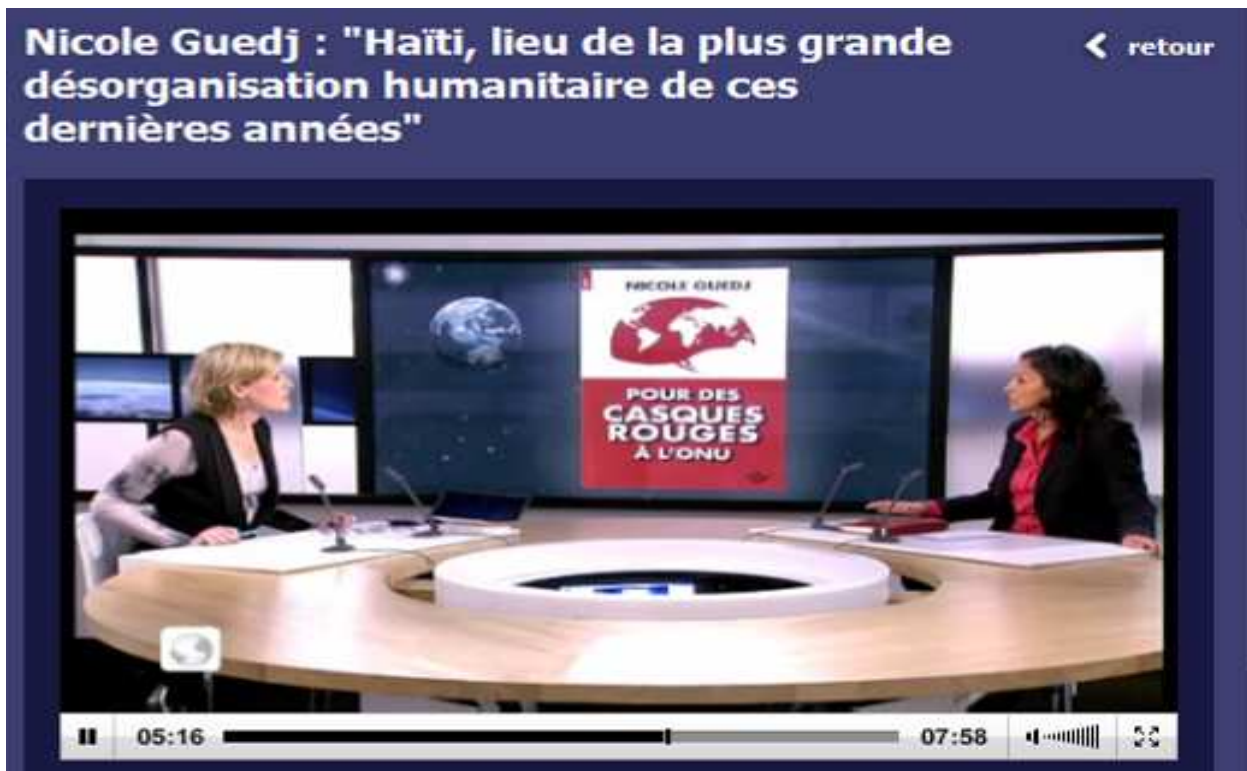 Nicole Guedj : "Haïti, lieu de la plus grande
désorganisation humanitaire de ces
dernières années"
retour
NICOLE GUEDJ
POUR DES
CASQUES
ROUGES
À L'ONU
05:16
07:58